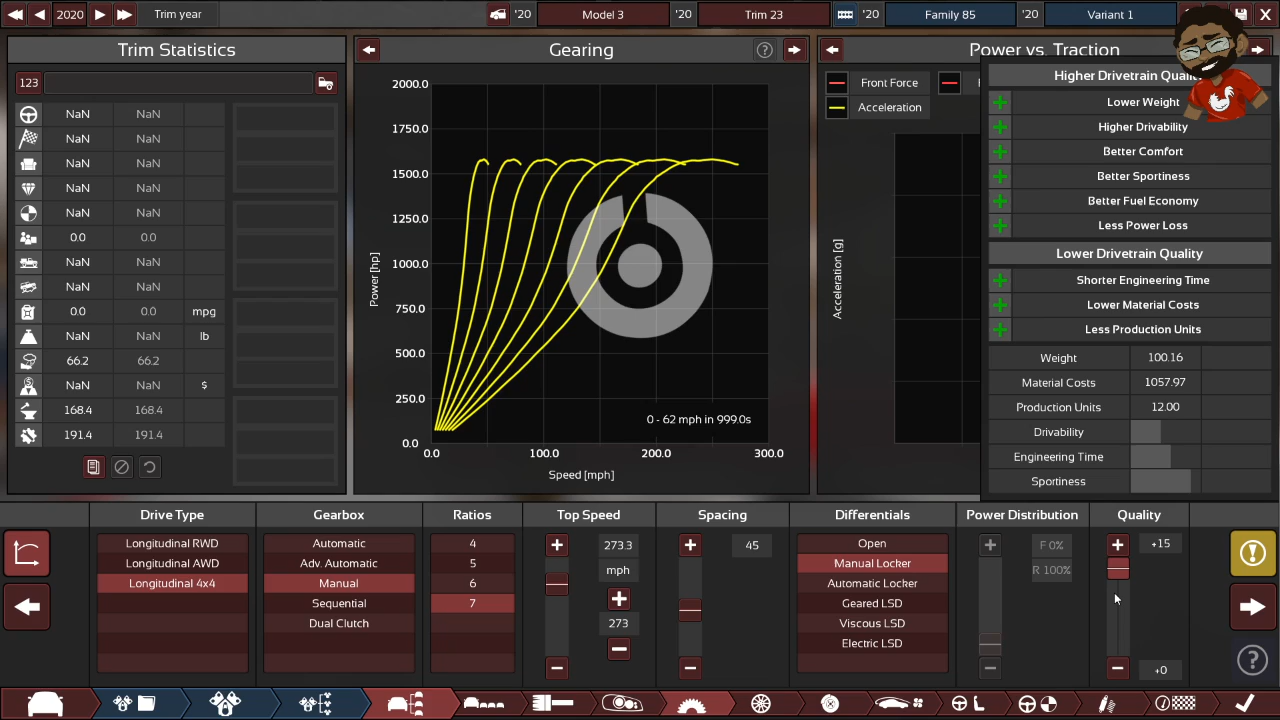 2020 Trim year '20 Model 3 '20 Trim 23 '20 Family 85 '20 Variant 1
Trim Statistics
123
NaN NaN
NaN NaN
NaN NaN
NaN NaN
NaN NaN
0.0 0.0
NaN NaN
NaN NaN
0.0 0.0 mpg
NaN NaN lb
66.2 66.2
NaN NaN $
168.4 168.4
191.4 191.4
Gearing
?
2000.0
1750.0
1500.0
1250.0
1000.0
750.0
500.0
250.0
0.0
Power [hp]
0 - 62 mph in 999.0s
0.0 100.0 200.0 300.0
Speed [mph]
Power vs. Traction
Front Force
Acceleration
Acceleration [g]
Higher Drivetrain
Lower Weight
Higher Drivability
Better Comfort
Better Sportiness
Better Fuel Economy
Less Power Loss
Lower Drivetrain Quality
Shorter Engineering Time
Lower Material Costs
Less Production Units
Weight 100.16
Material Costs 1057.97
Production Units 12.00
Drivability
Engineering Time
Sportiness
Drive Type
Longitudinal RWD
Longitudinal AWD
Longitudinal 4x4
Gearbox
Automatic
Adv. Automatic
Manual
Sequential
Dual Clutch
Ratios
4
5
6
7
Top Speed
273.3
mph
273
Spacing
45
Differentials
Open
Manual Locker
Automatic Locker
Geared LSD
Viscous LSD
Electric LSD
Power Distribution
F 0%
R 100%
Quality
+15
+0
?